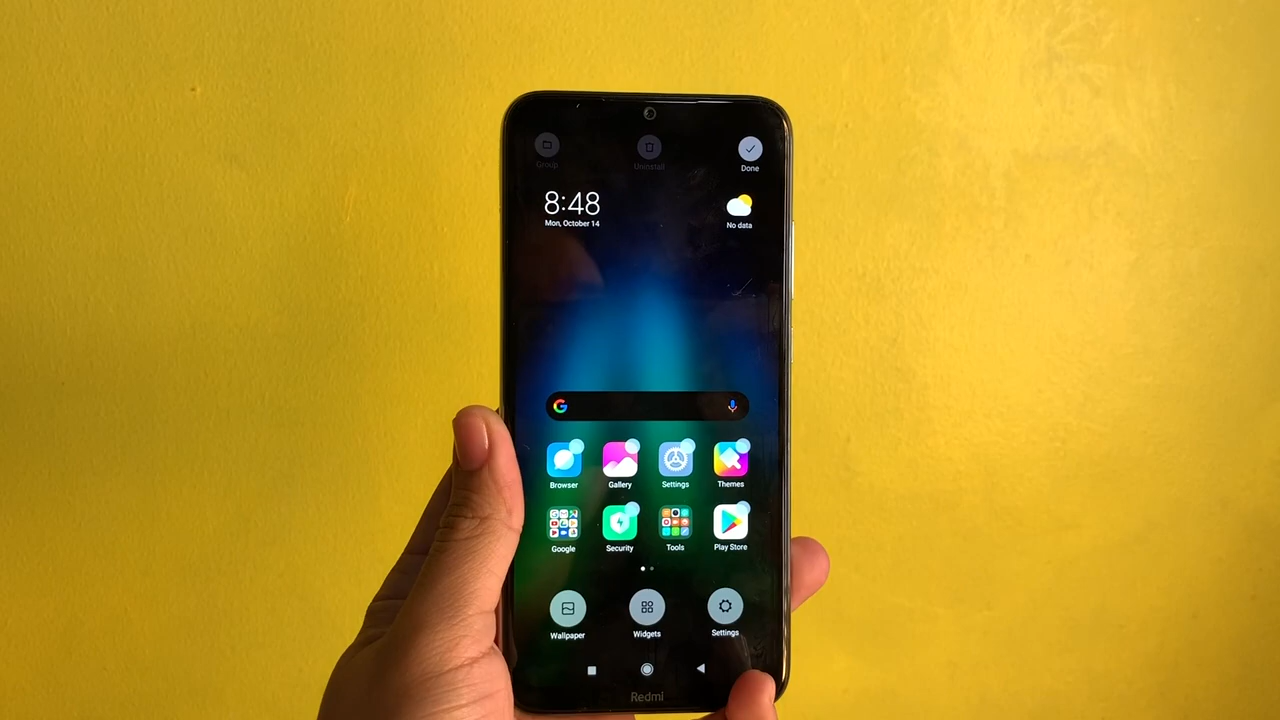 Group Uninstall Done
8:48
Mon, October 14
No data
Browser Gallery Settings Themes
Google Security Tools Play Store
Wallpaper Widgets Settings
Redmi